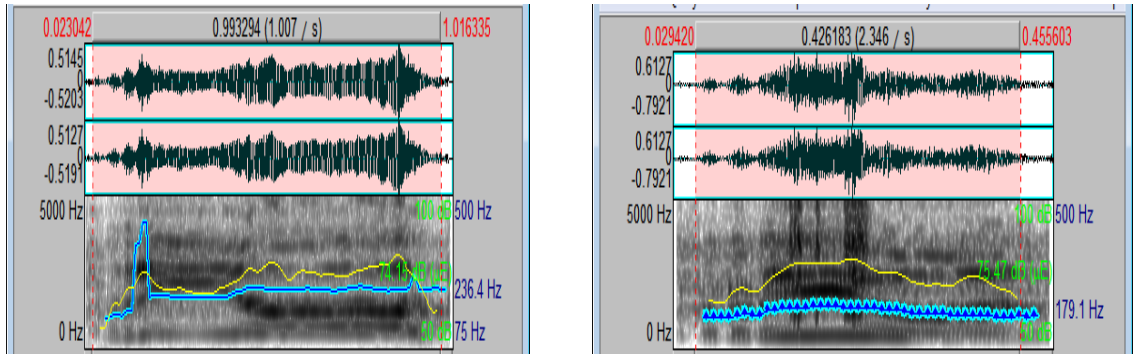 0.023042 0.993294 (1.007 / s) 1.016335
0.5145
0
-0.5203
0.5127
0
-0.5191
5000 Hz 100 dB 500 Hz
74.15 dB (µE)
236.4 Hz
0 Hz 50 dB 75 Hz
0.029420 0.426183 (2.346 / s) 0.455603
0.6127
0
-0.7921
0.6127
0
-0.7921
5000 Hz 100 dB 500 Hz
75.47 dB (µE)
179.1 Hz
0 Hz